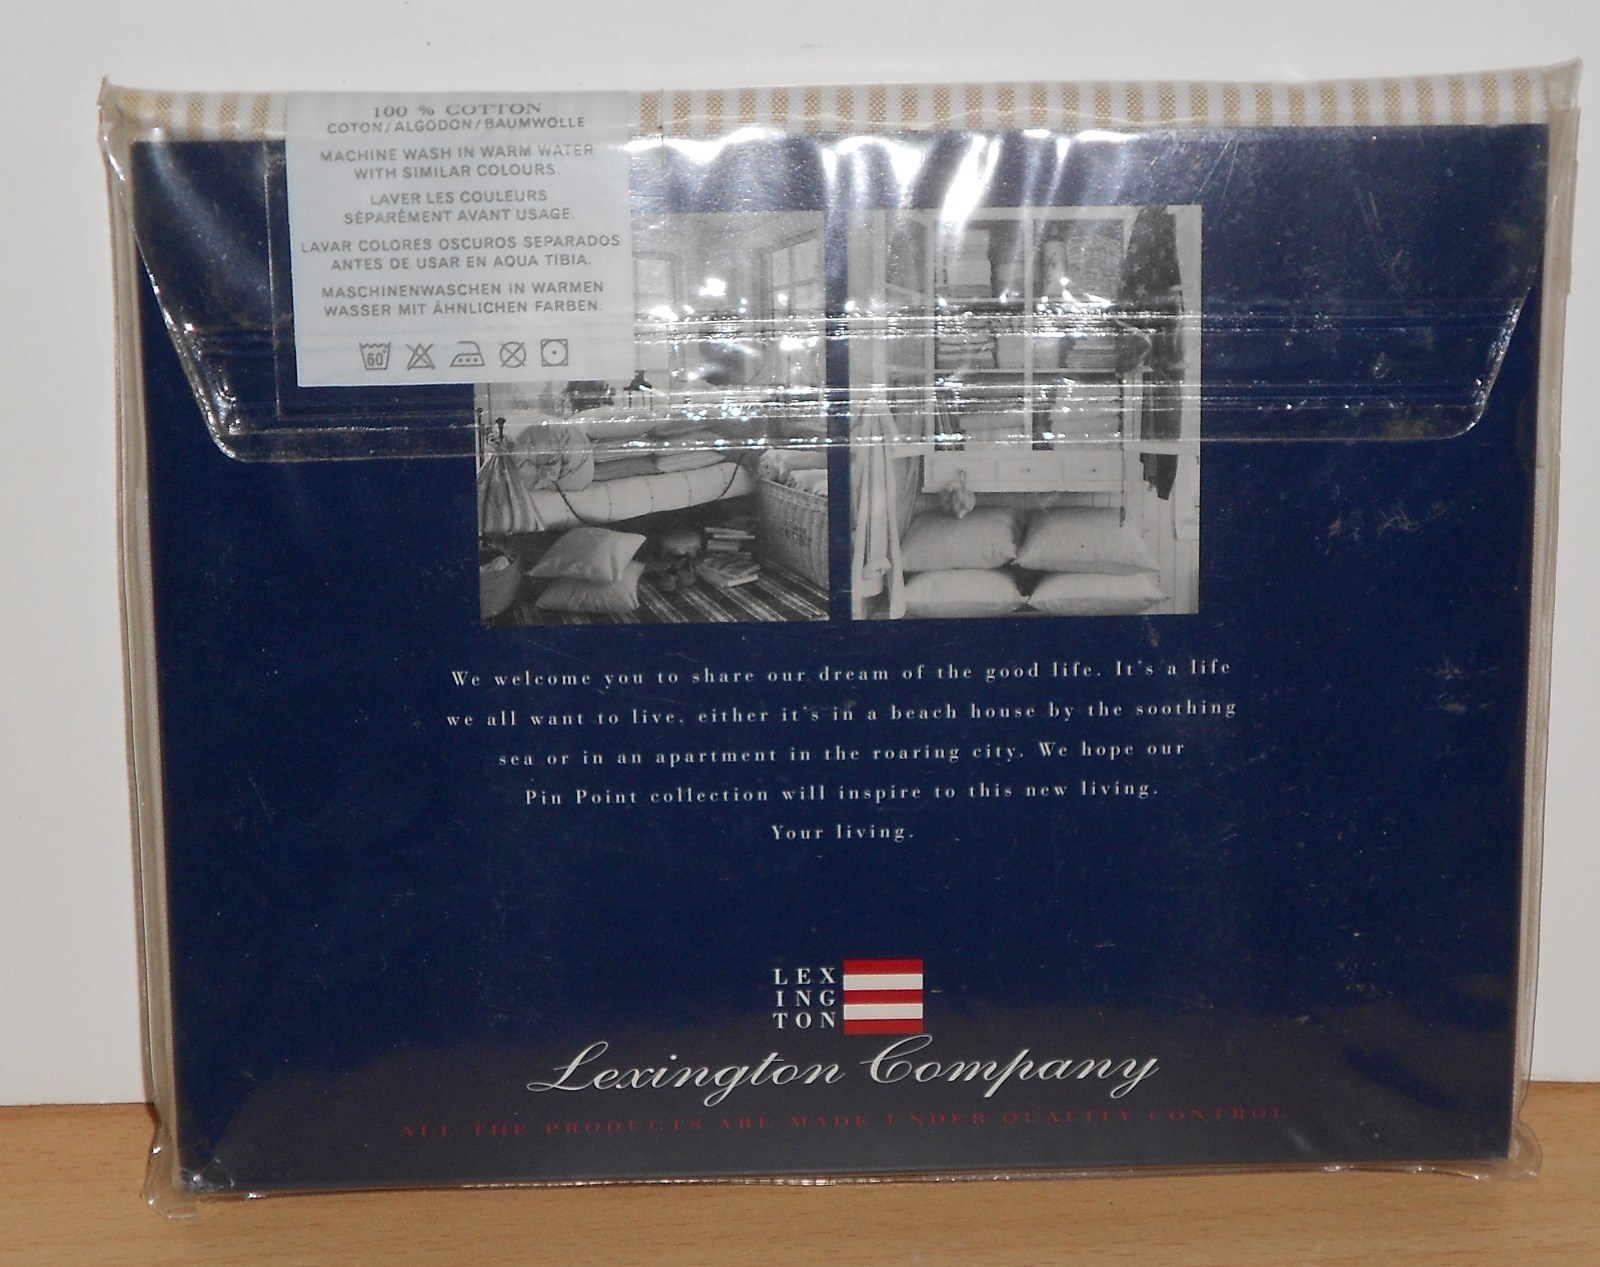 100 % COTTON
COTON/ALGODON/BAUMWOLLE
MACHINE WASH IN WARM WATER
WITH SIMILAR COLOURS.
LAVER LES COULEURS
SÉPARÉMENT AVANT USAGE
LAVAR COLORES OSCUROS SEPARADOS
ANTES DE USAR EN AQUA TIBIA.
MASCHINENWASCHEN IN WARMEN
WASSER MIT ÄHNLICHEN FARBEN.
60°
We welcome you to share our dream of the good life. It's a life
we all want to live, either it's in a beach house by the soothing
sea or in an apartment in the roaring city. We hope our
Pin Point collection will inspire to this new living.
Your living.
LEX
ING
TON
Lexington Company
ALL THE PRODUCTS ARE MADE UNDER QUALITY CONTROL